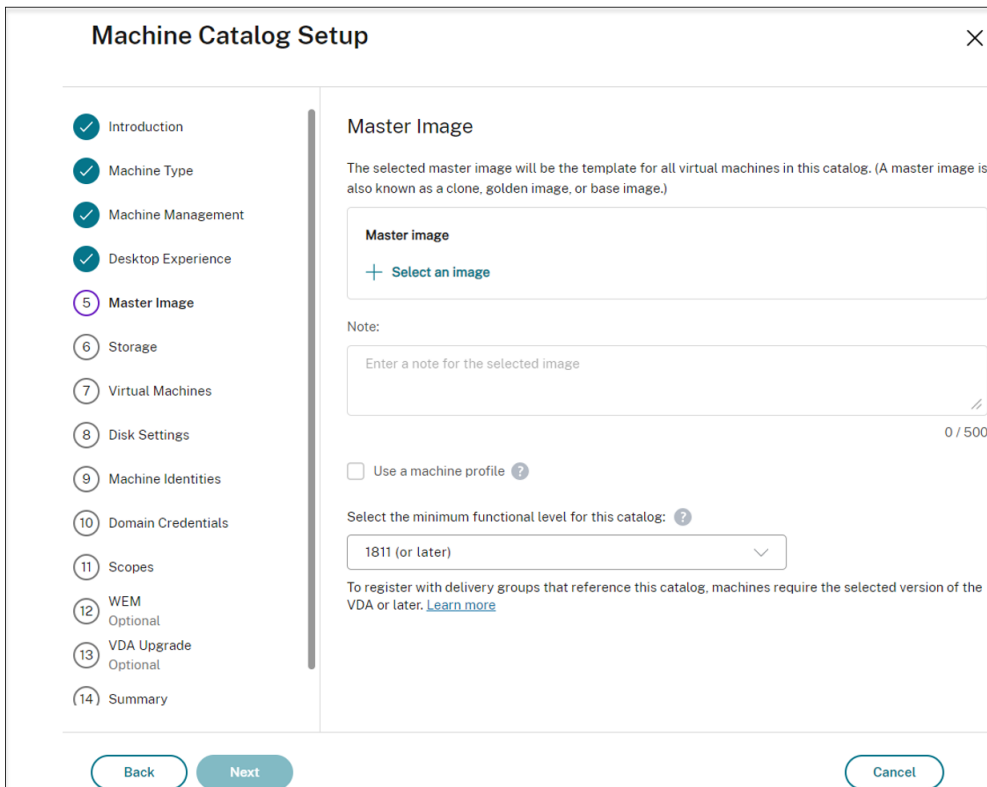 Machine Catalog Setup
Introduction
Machine Type
Machine Management
Desktop Experience
5 Master Image
6 Storage
7 Virtual Machines
8 Disk Settings
9 Machine Identities
10 Domain Credentials
11 Scopes
12 WEM
Optional
13 VDA Upgrade
Optional
14 Summary
Master Image
The selected master image will be the template for all virtual machines in this catalog. (A master image is
also known as a clone, golden image, or base image.)
Master image
+ Select an image
Note:
Enter a note for the selected image
0 / 500
Use a machine profile ?
Select the minimum functional level for this catalog: ?
1811 (or later)
To register with delivery groups that reference this catalog, machines require the selected version of the
VDA or later. Learn more
Back
Next
Cancel